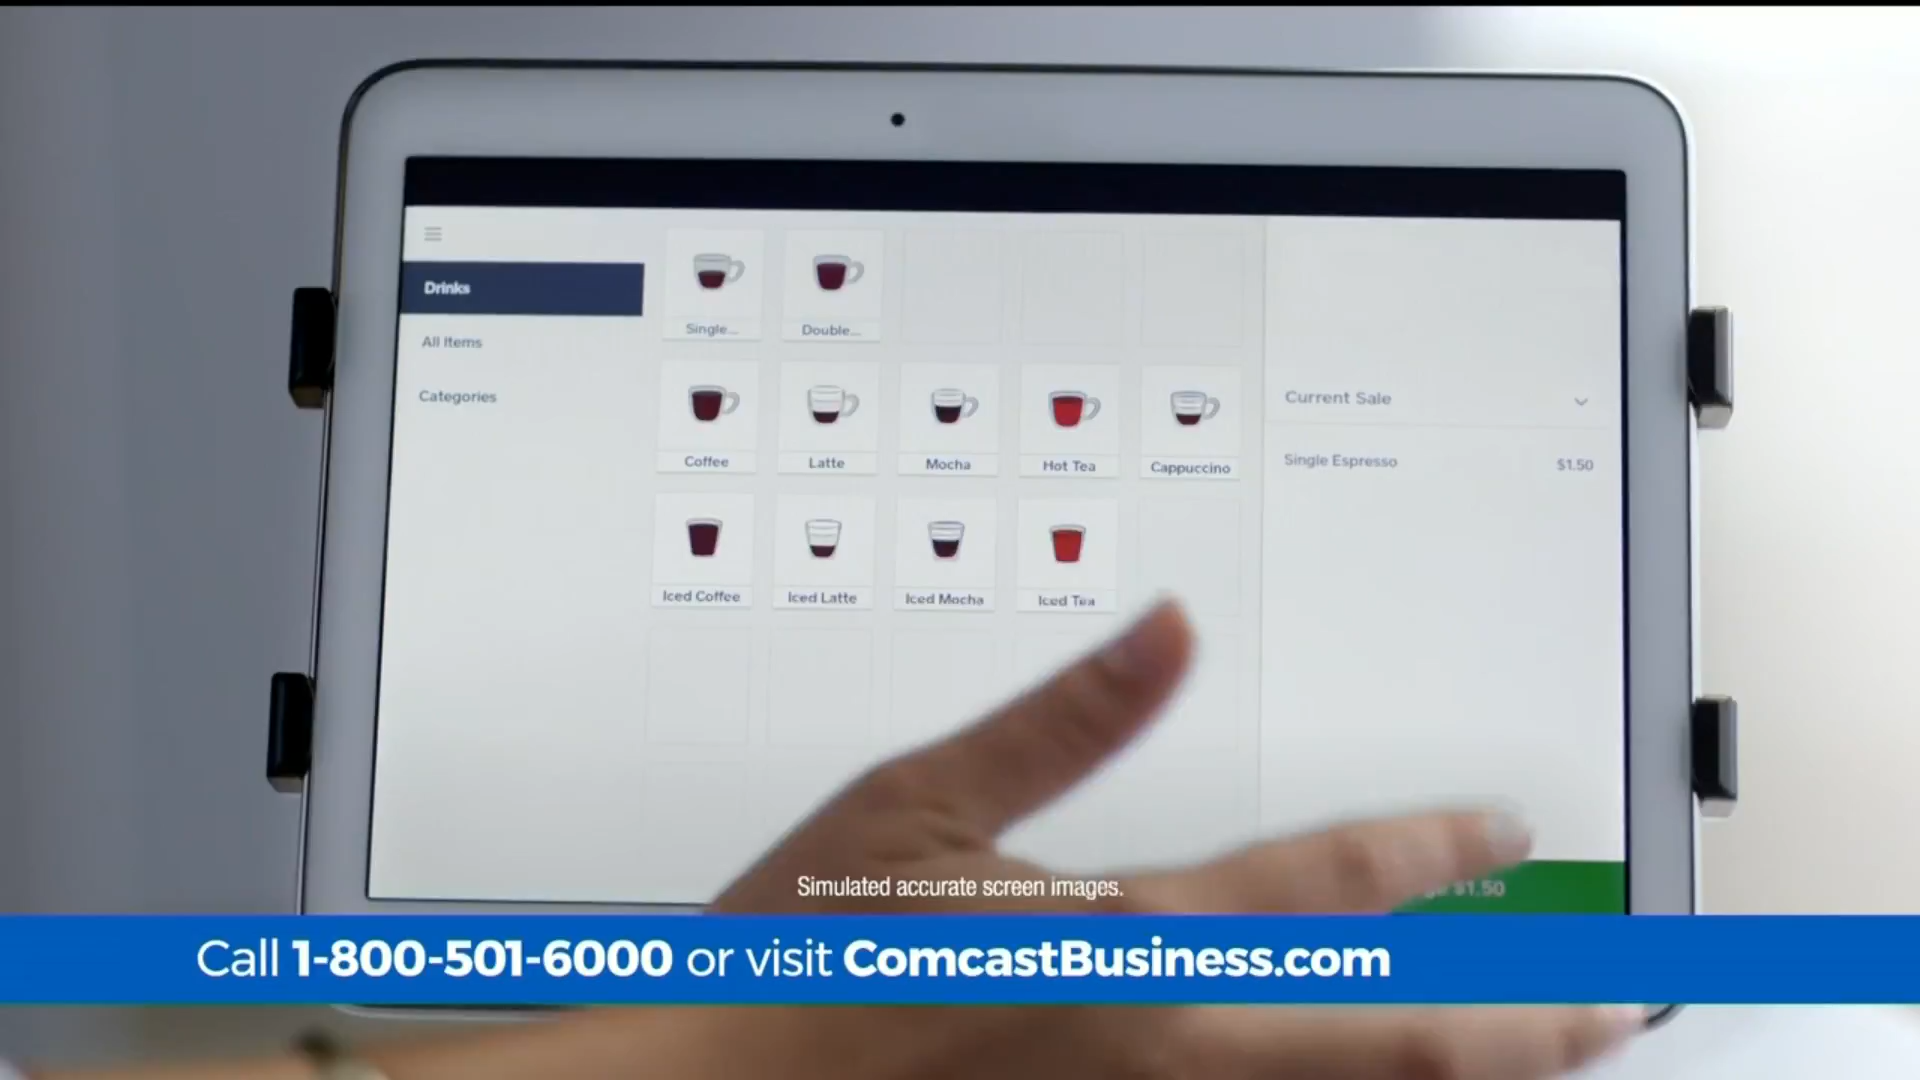 Drinks
All Items
Categories
Single...
Double...
Coffee
Latte
Mocha
Hot Tea
Cappuccino
Iced Coffee
Iced Latte
Iced Mocha
Iced Tea
Current Sale
Single Espresso $1.50
$1.50
Simulated accurate screen images.
Call 1-800-501-6000 or visit ComcastBusiness.com